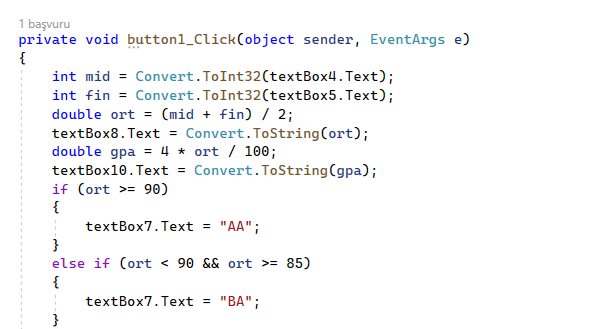 1 başvuru
private void button1_Click(object sender, EventArgs e)
{
    int mid = Convert.ToInt32(textBox4.Text);
    int fin = Convert.ToInt32(textBox5.Text);
    double ort = (mid + fin) / 2;
    textBox8.Text = Convert.ToString(ort);
    double gpa = 4 * ort / 100;
    textBox10.Text = Convert.ToString(gpa);
    if (ort >= 90)
    {
        textBox7.Text = "AA";
    }
    else if (ort < 90 && ort >= 85)
    {
        textBox7.Text = "BA";
    }